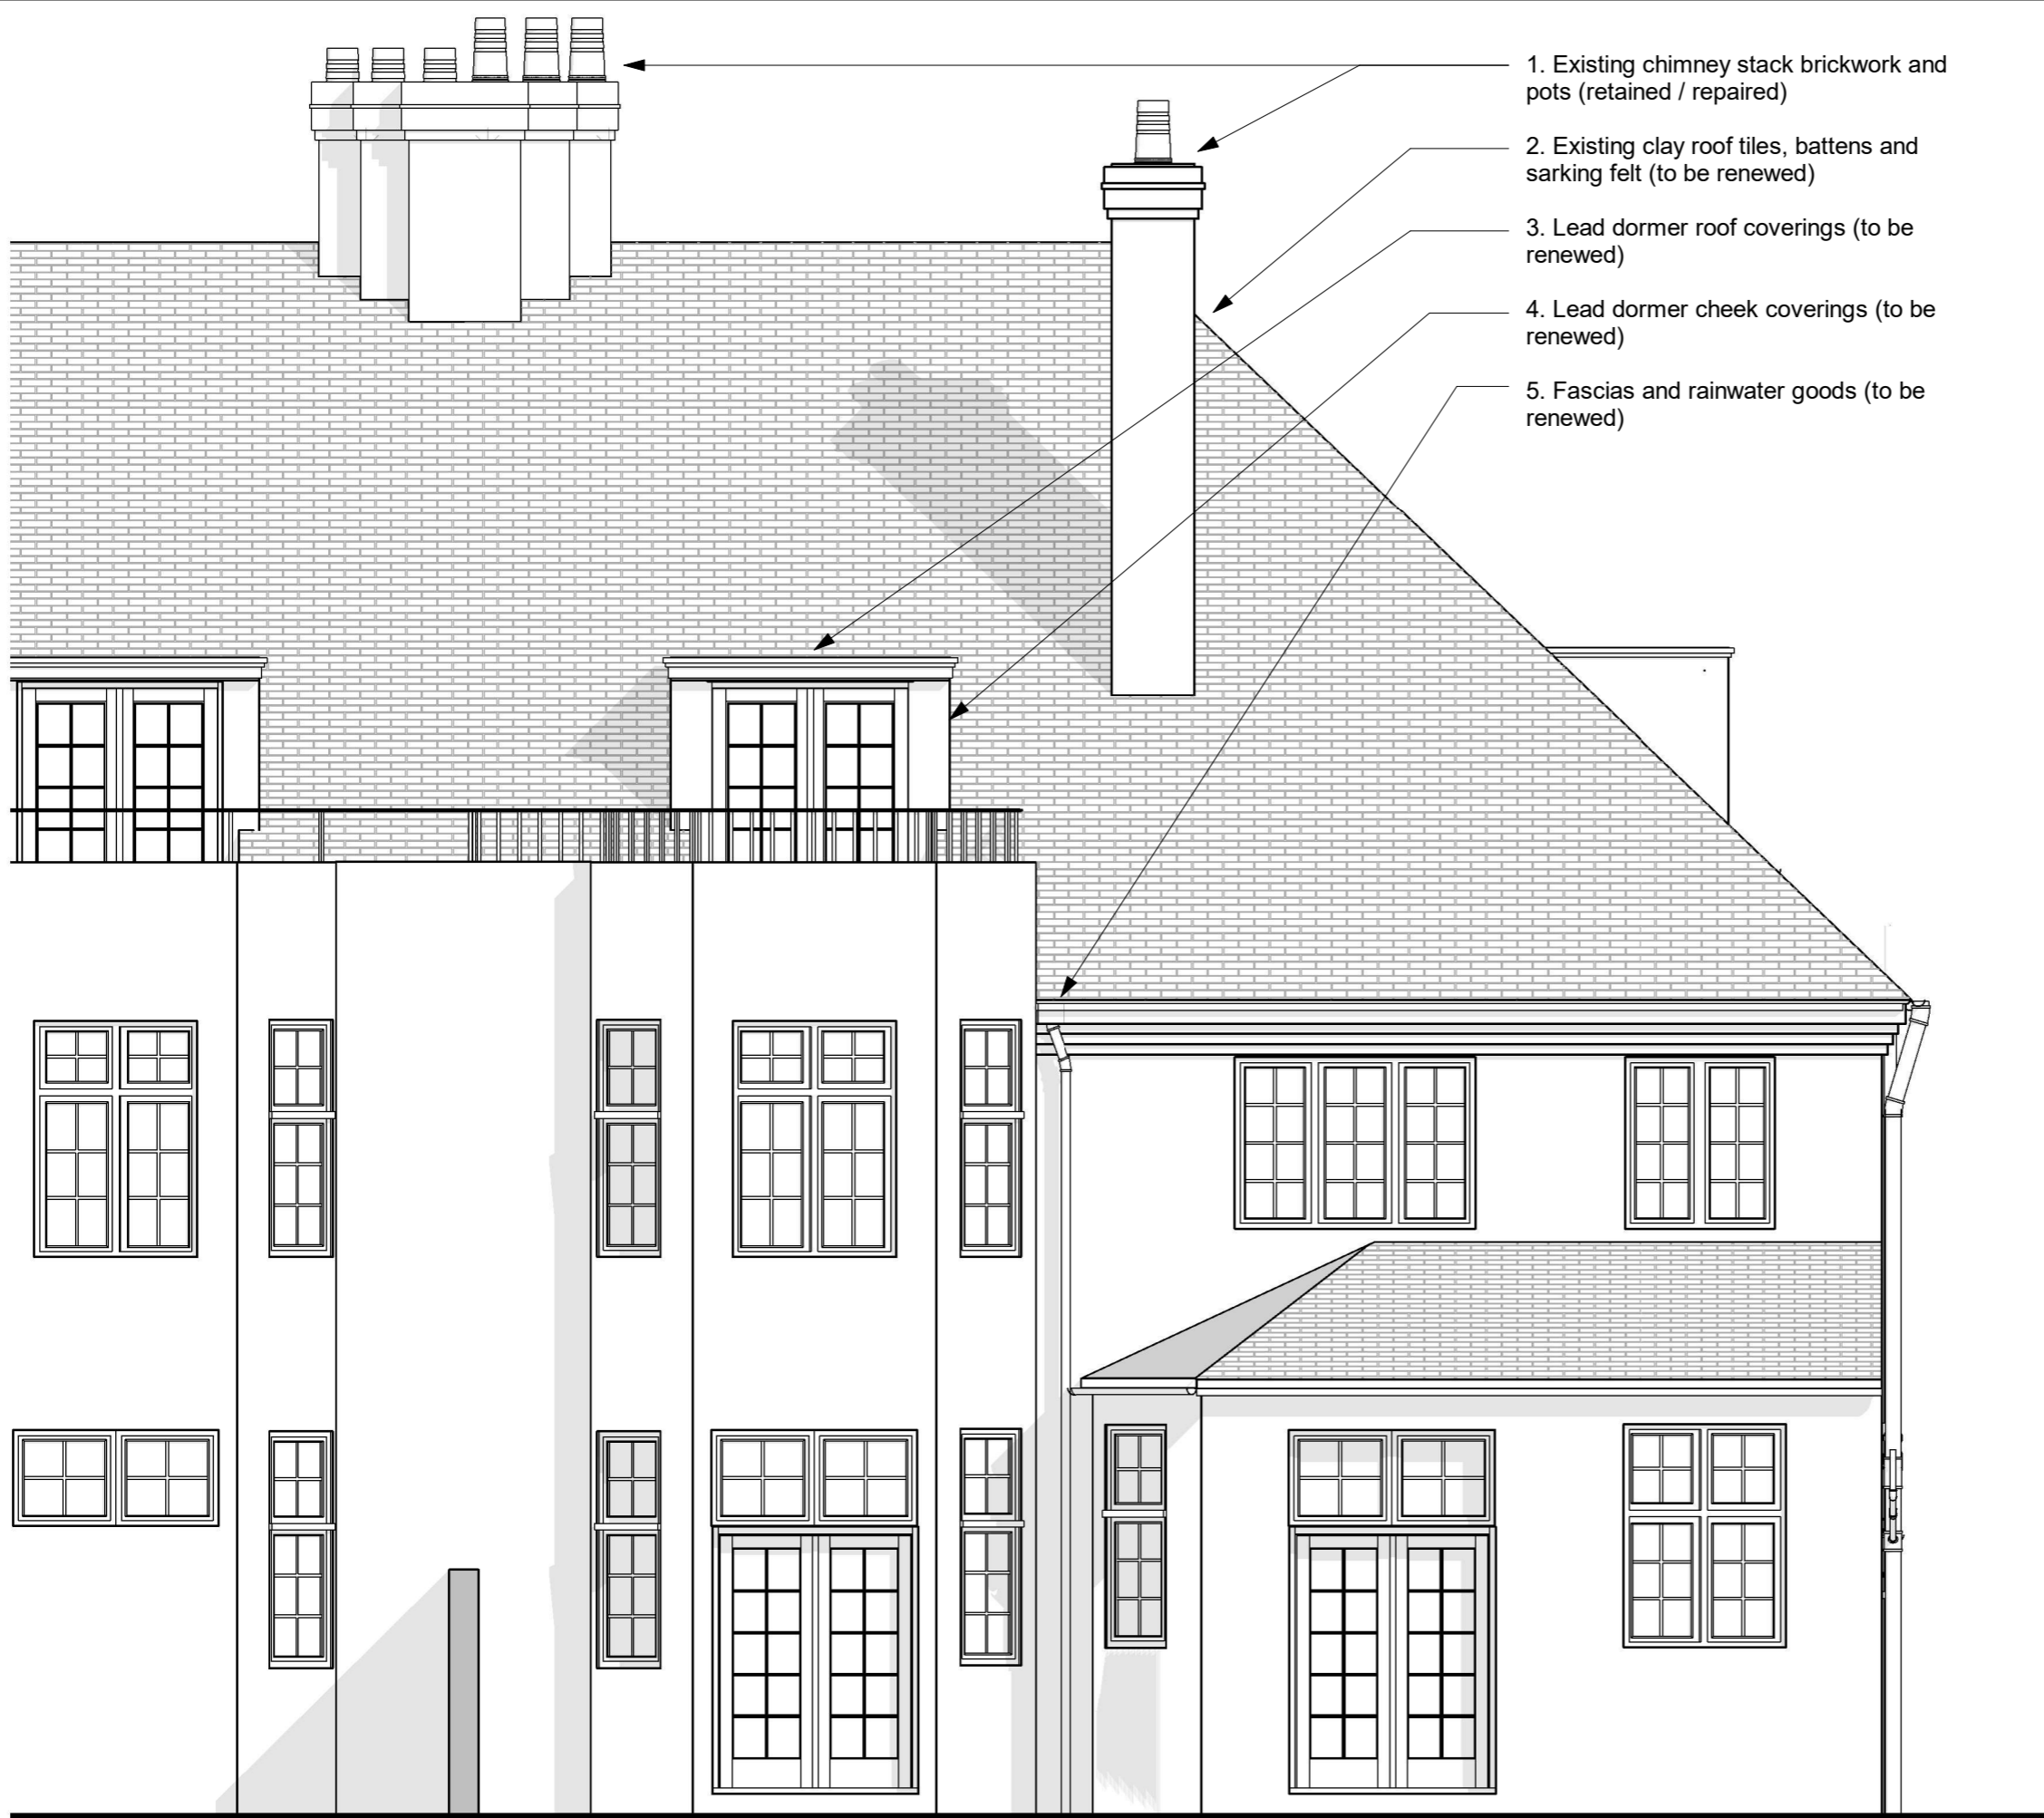 1. Existing chimney stack brickwork and
pots (retained / repaired)
2. Existing clay roof tiles, battens and
sarking felt (to be renewed)
3. Lead dormer roof coverings (to be
renewed)
4. Lead dormer cheek coverings (to be
renewed)
5. Fascias and rainwater goods (to be
renewed)